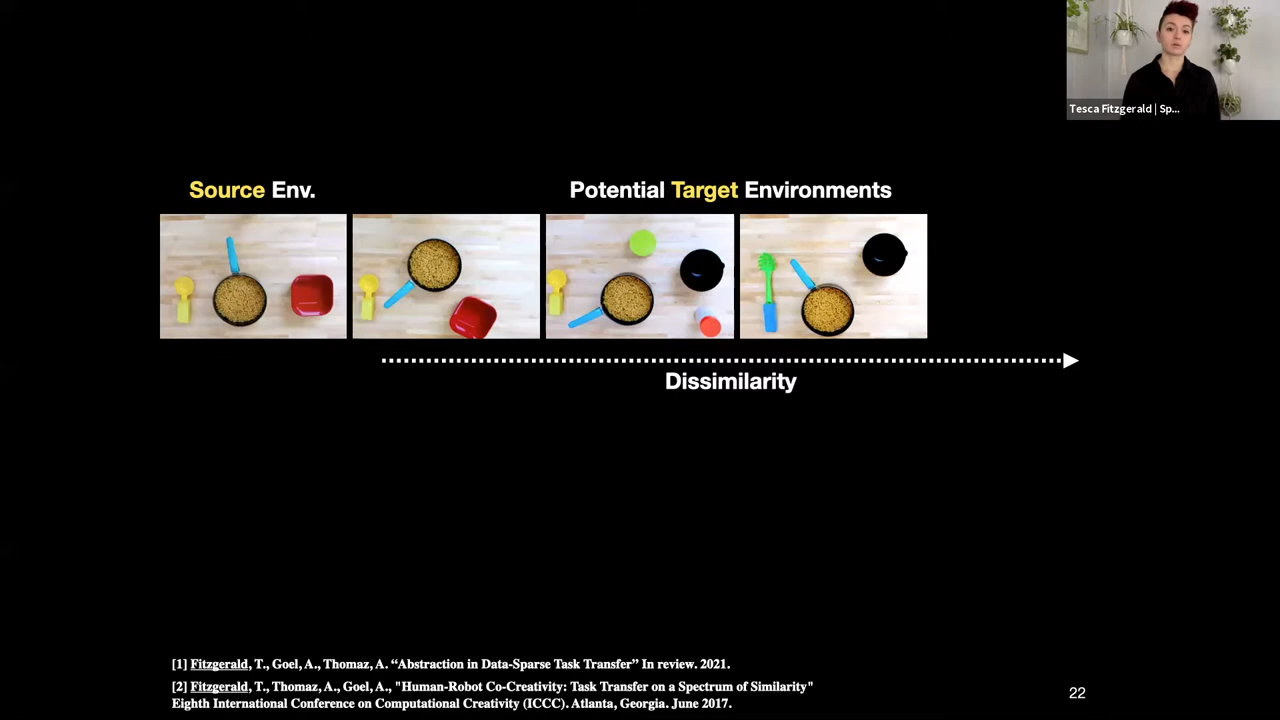 Tesca Fitzgerald | Sp...
Source Env.
Potential Target Environments
Dissimilarity
[1] Fitzgerald, T., Goel, A., Thomaz, A. “Abstraction in Data-Sparse Task Transfer” In review. 2021.
[2] Fitzgerald, T., Thomaz, A., Goel, A., "Human-Robot Co-Creativity: Task Transfer on a Spectrum of Similarity"
Eighth International Conference on Computational Creativity (ICCC). Atlanta, Georgia. June 2017.
22